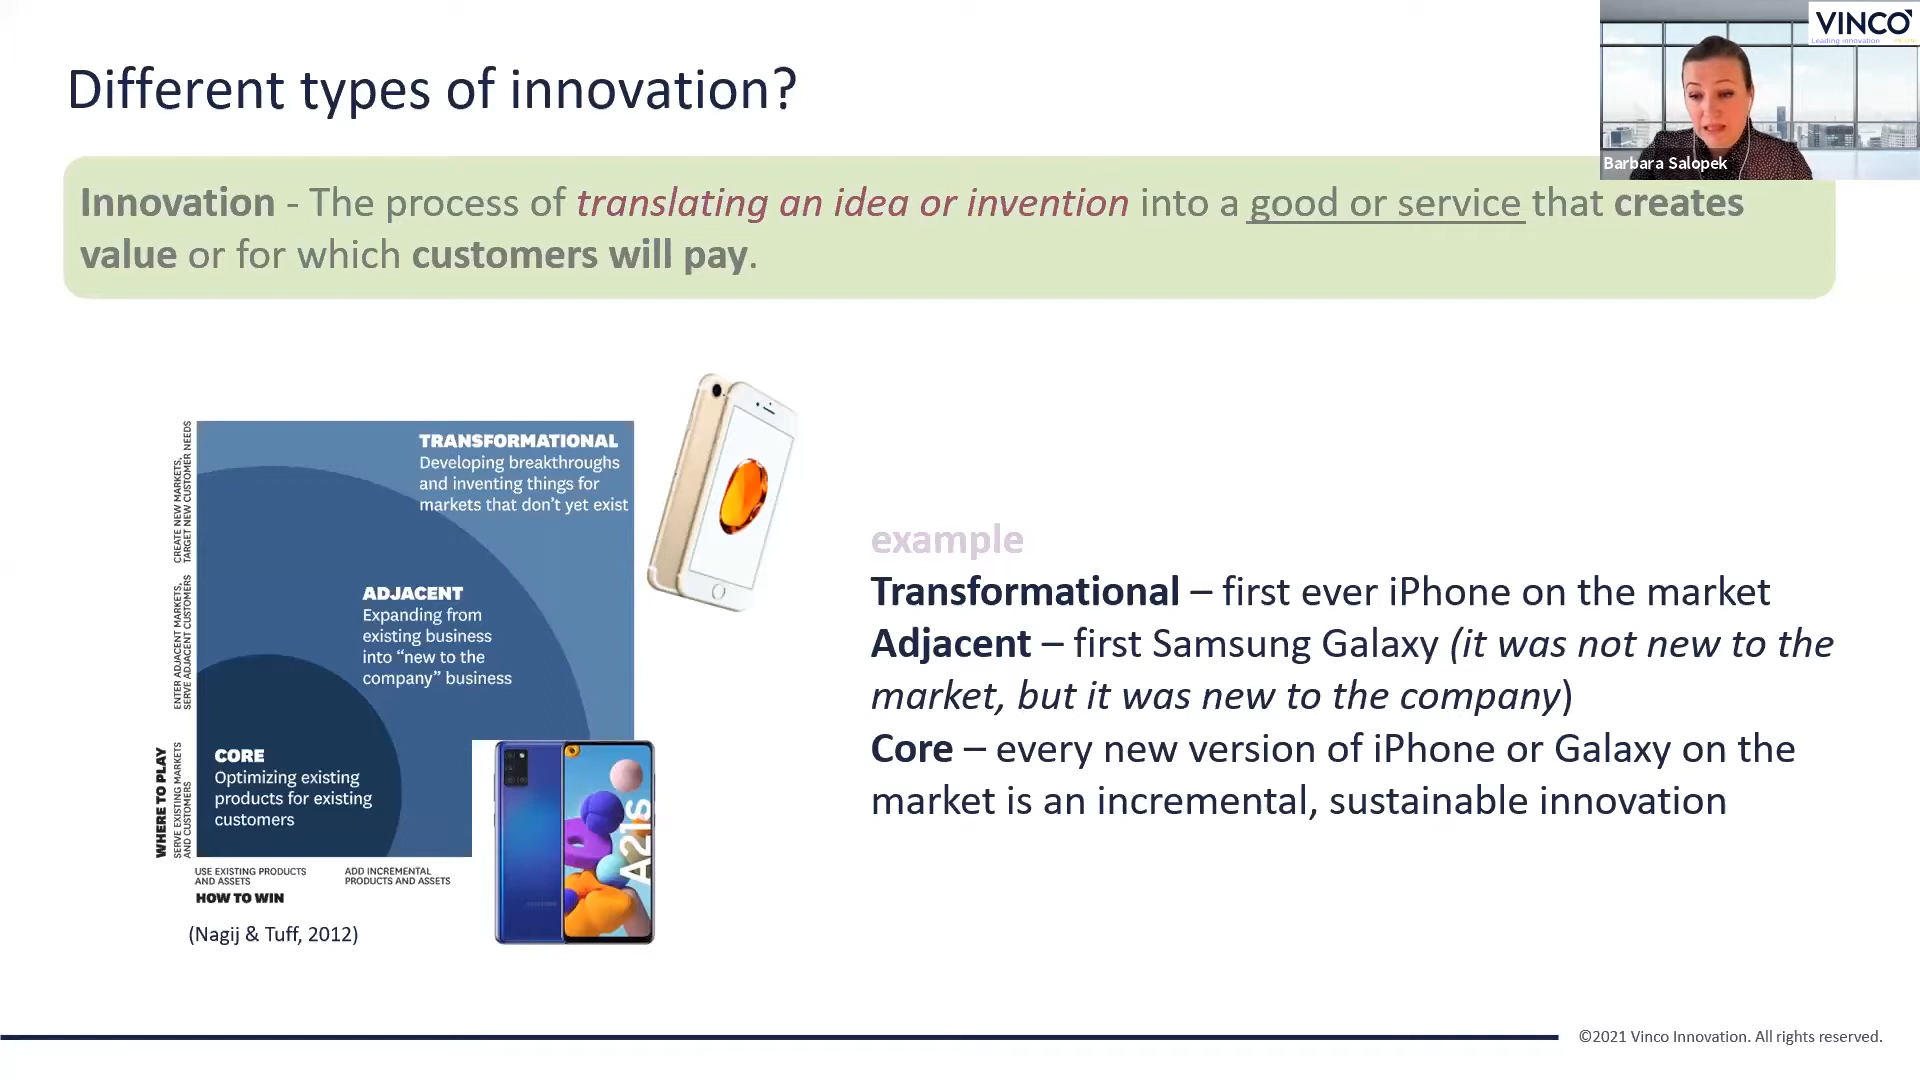 Different types of innovation?
VINCO
Leading innovation
Barbara Salopek
Innovation - The process of translating an idea or invention into a good or service that creates
value or for which customers will pay.
TRANSFORMATIONAL
Developing breakthroughs
and inventing things for
markets that don't yet exist
ADJACENT
Expanding from
existing business
into “new to the
company” business
CORE
Optimizing existing
products for existing
customers
WHERE TO PLAY
CREATE NEW MARKETS,
TARGET NEW CUSTOMER NEEDS
ENTER ADJACENT MARKETS,
SERVE ADJACENT CUSTOMERS
SERVE EXISTING MARKETS
AND CUSTOMERS
USE EXISTING PRODUCTS
AND ASSETS
ADD INCREMENTAL
PRODUCTS AND ASSETS
HOW TO WIN
(Nagij & Tuff, 2012)
SAMSUNG
A21s
example
Transformational – first ever iPhone on the market
Adjacent – first Samsung Galaxy (it was not new to the
market, but it was new to the company)
Core – every new version of iPhone or Galaxy on the
market is an incremental, sustainable innovation
©2021 Vinco Innovation. All rights reserved.